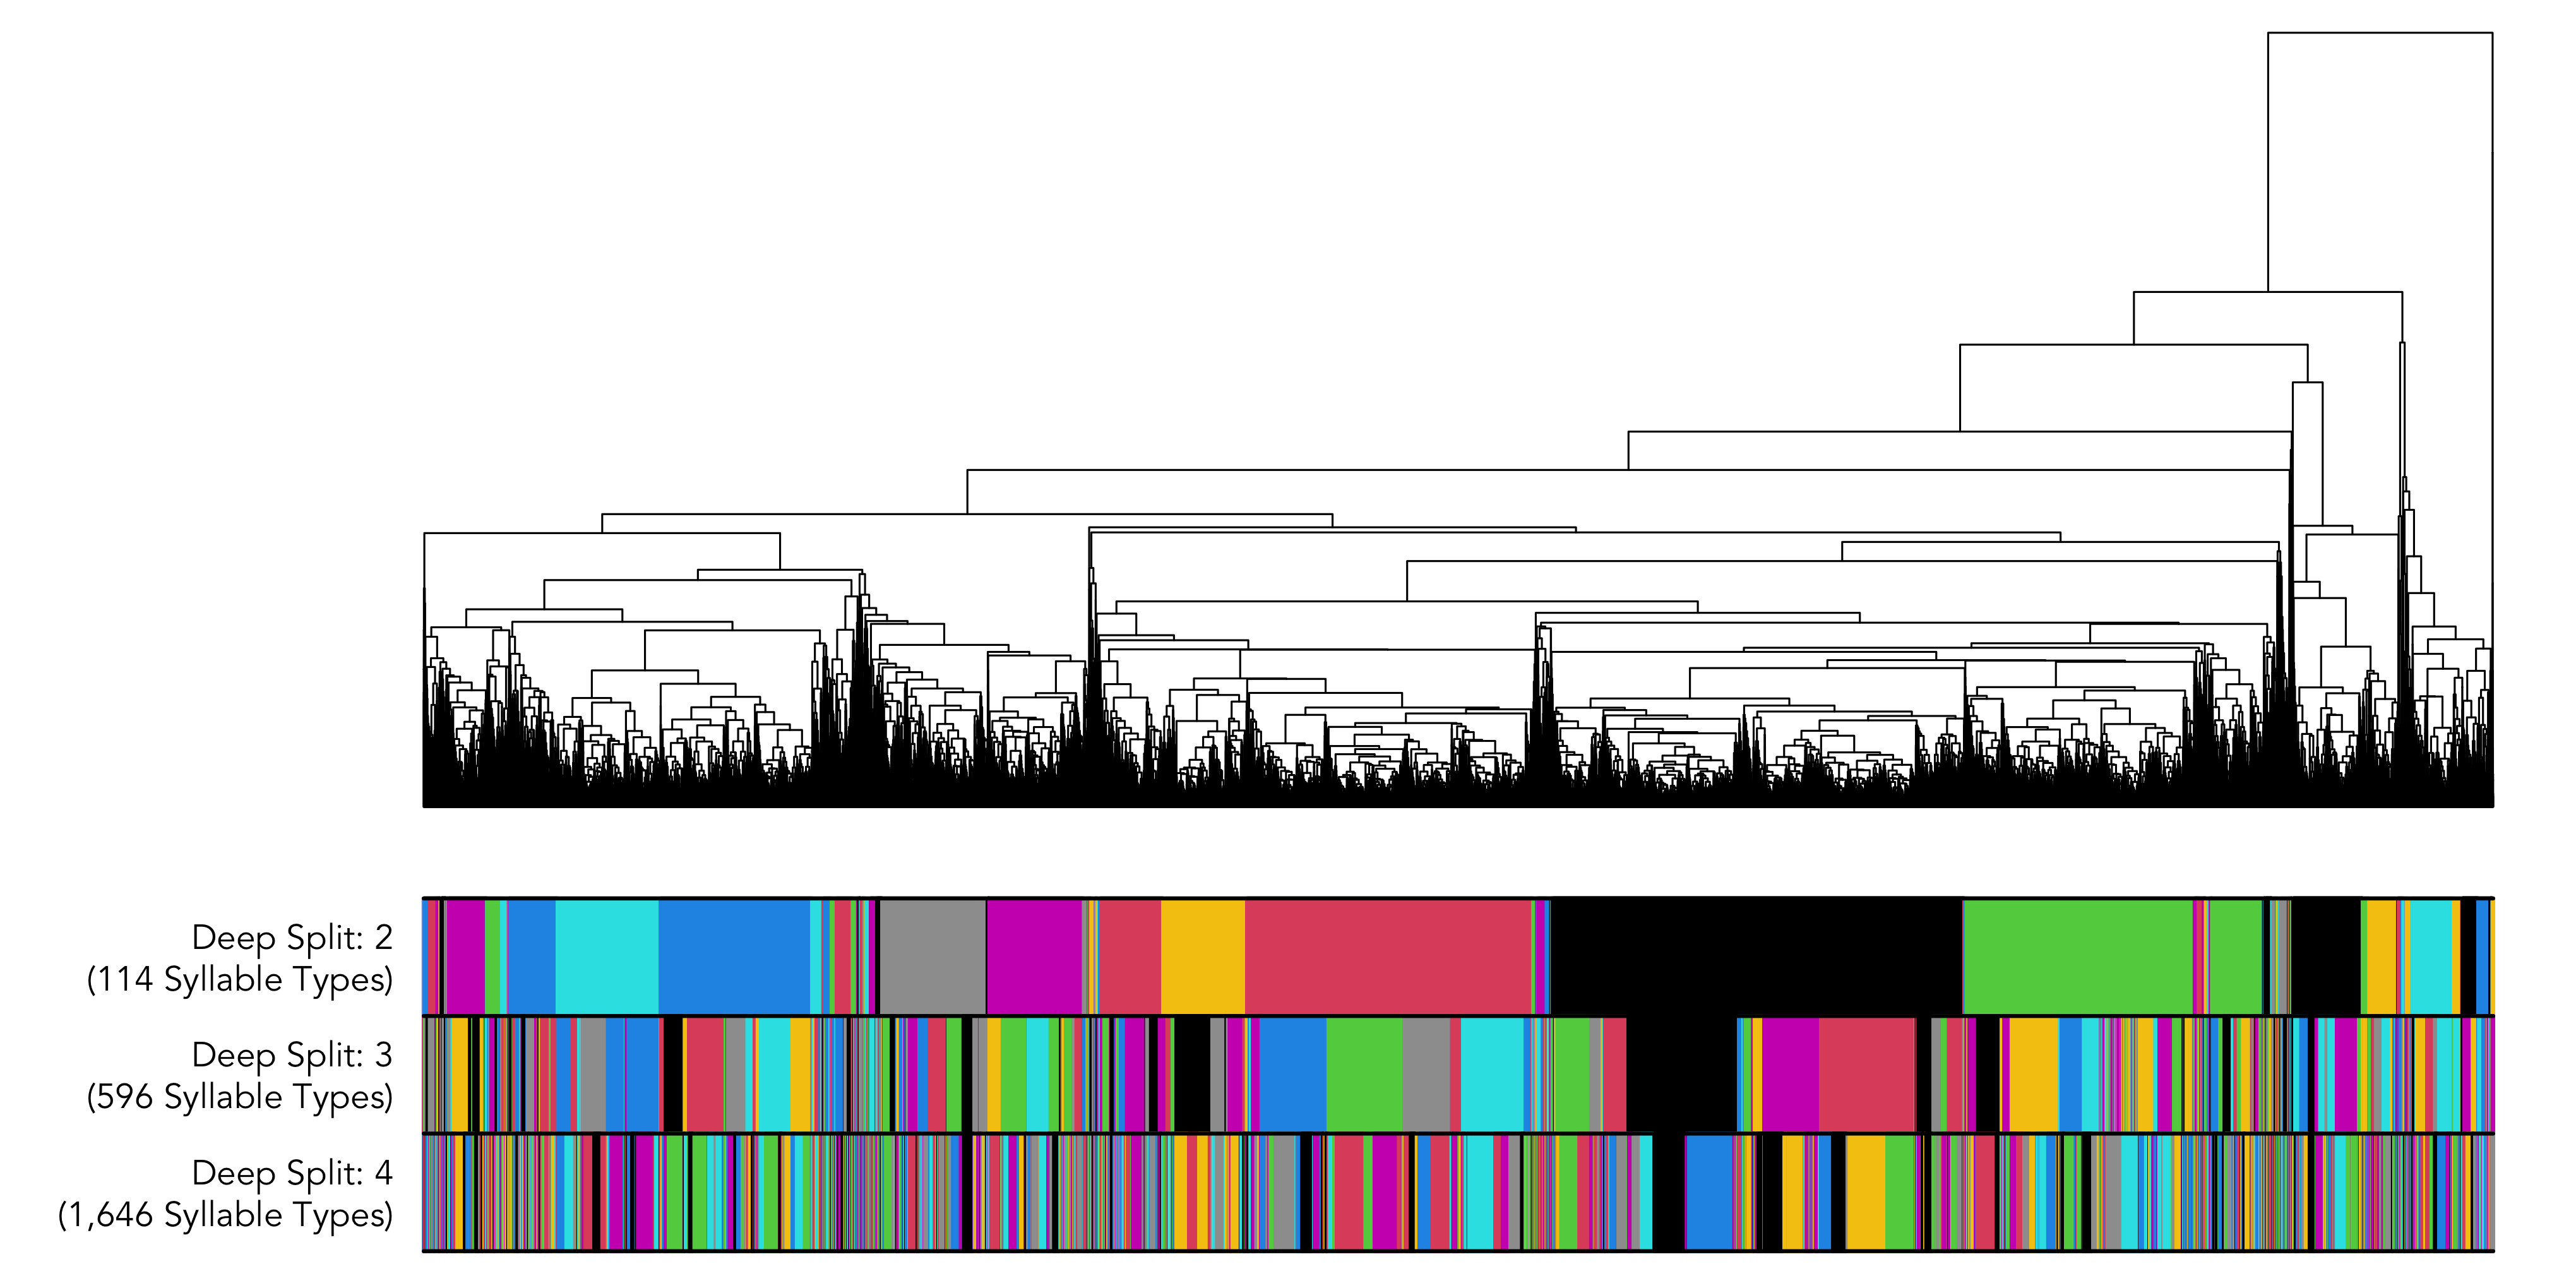 Deep Split: 2
(114 Syllable Types)
Deep Split: 3
(596 Syllable Types)
Deep Split: 4
(1,646 Syllable Types)